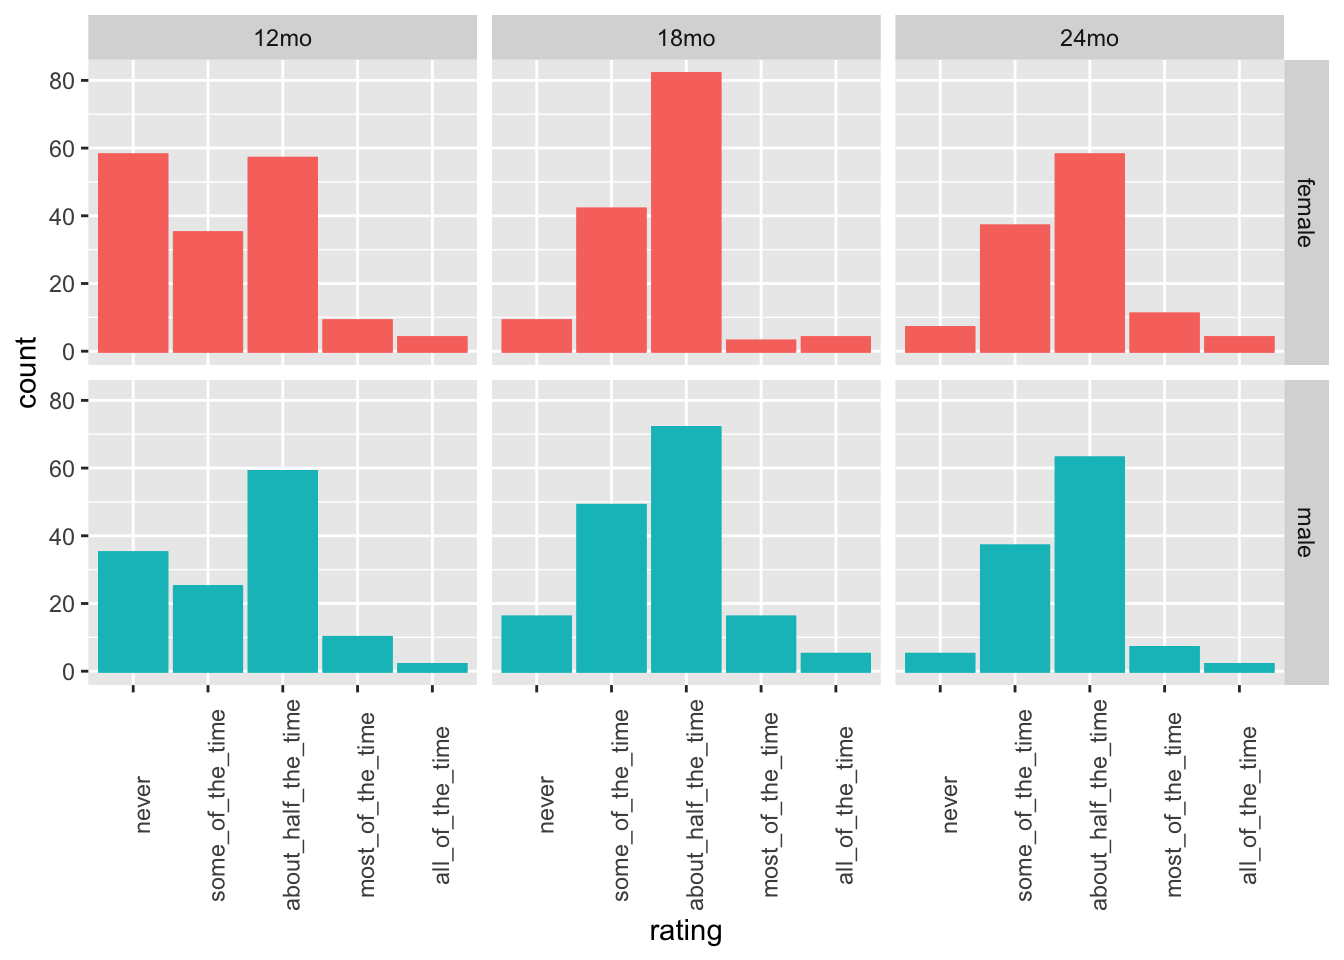 12mo 18mo 24mo
80
60
40
20
0
female
count
80
60
40
20
0
male
never some_of_the_time about_half_the_time most_of_the_time all_of_the_time never some_of_the_time about_half_the_time most_of_the_time all_of_the_time never some_of_the_time about_half_the_time most_of_the_time all_of_the_time
rating